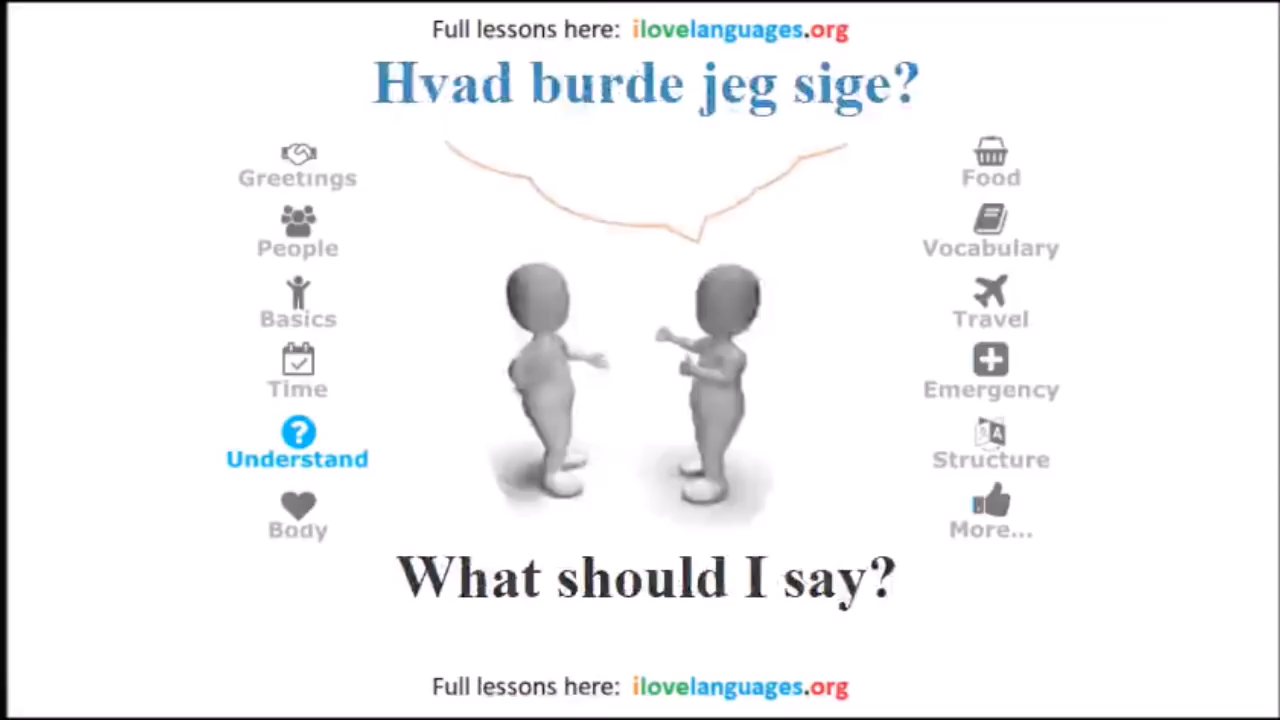 Full lessons here: ilovelanguages.org
Hvad burde jeg sige?
Greetings
People
Basics
Time
Understand
Body
Food
Vocabulary
Travel
Emergency
Structure
More...
What should I say?
Full lessons here: ilovelanguages.org